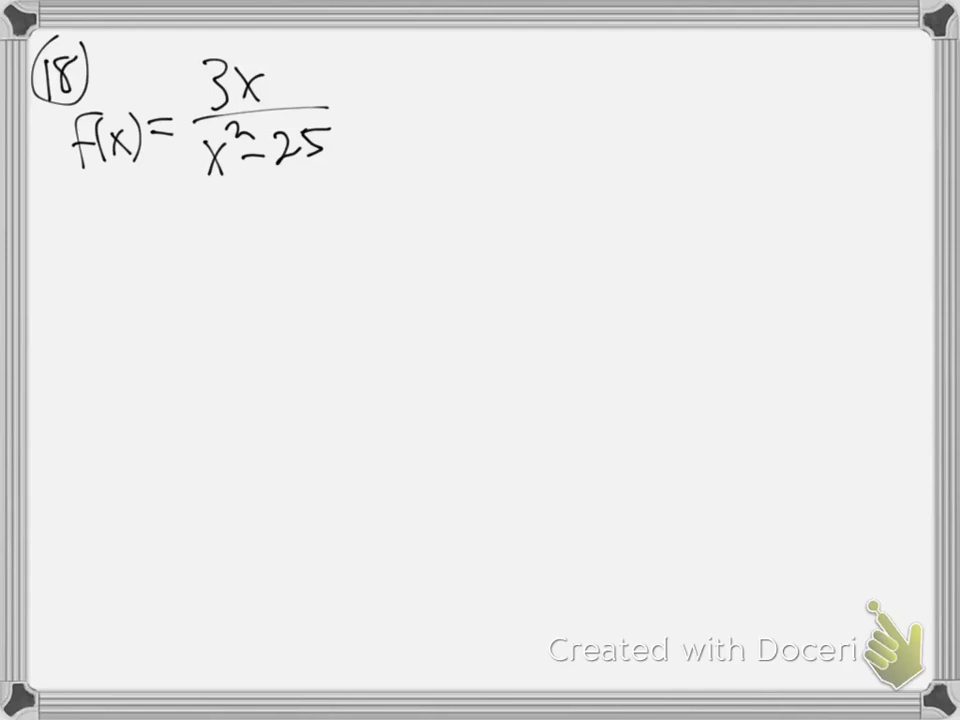 18
f(x) = 3x / x² - 25
Created with Doceri